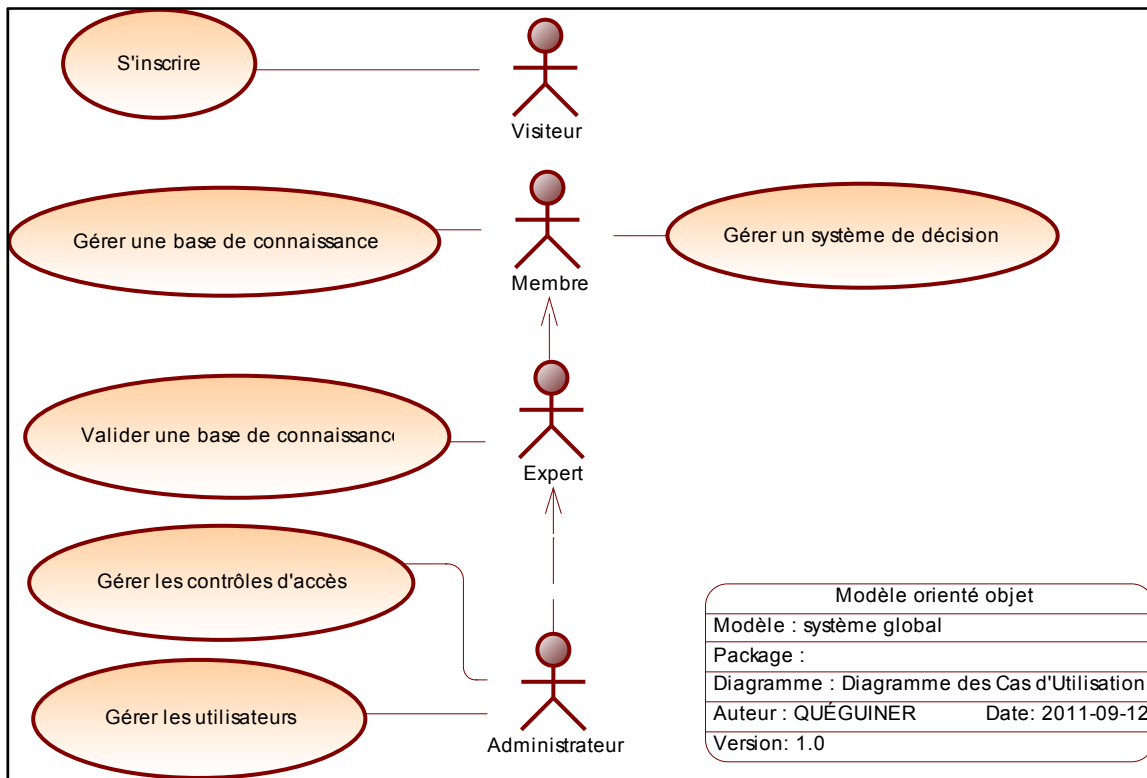 S'inscrire
Visiteur
Gérer une base de connaissance
Membre
Gérer un système de décision
Valider une base de connaissanc
Expert
Gérer les contrôles d'accès
Gérer les utilisateurs
Administrateur
Modèle orienté objet
Modèle : système global
Package :
Diagramme : Diagramme des Cas d'Utilisation
Auteur : QUÉGUINER Date: 2011-09-12
Version: 1.0